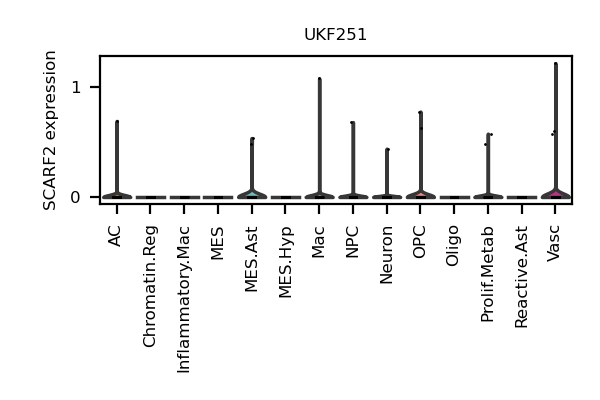 UKF251
SCARF2 expression
1
0
AC
Chromatin.Reg
Inflammatory.Mac
MES
MES.Ast
MES.Hyp
Mac
NPC
Neuron
OPC
Oligo
Prolif.Metab
Reactive.Ast
Vasc